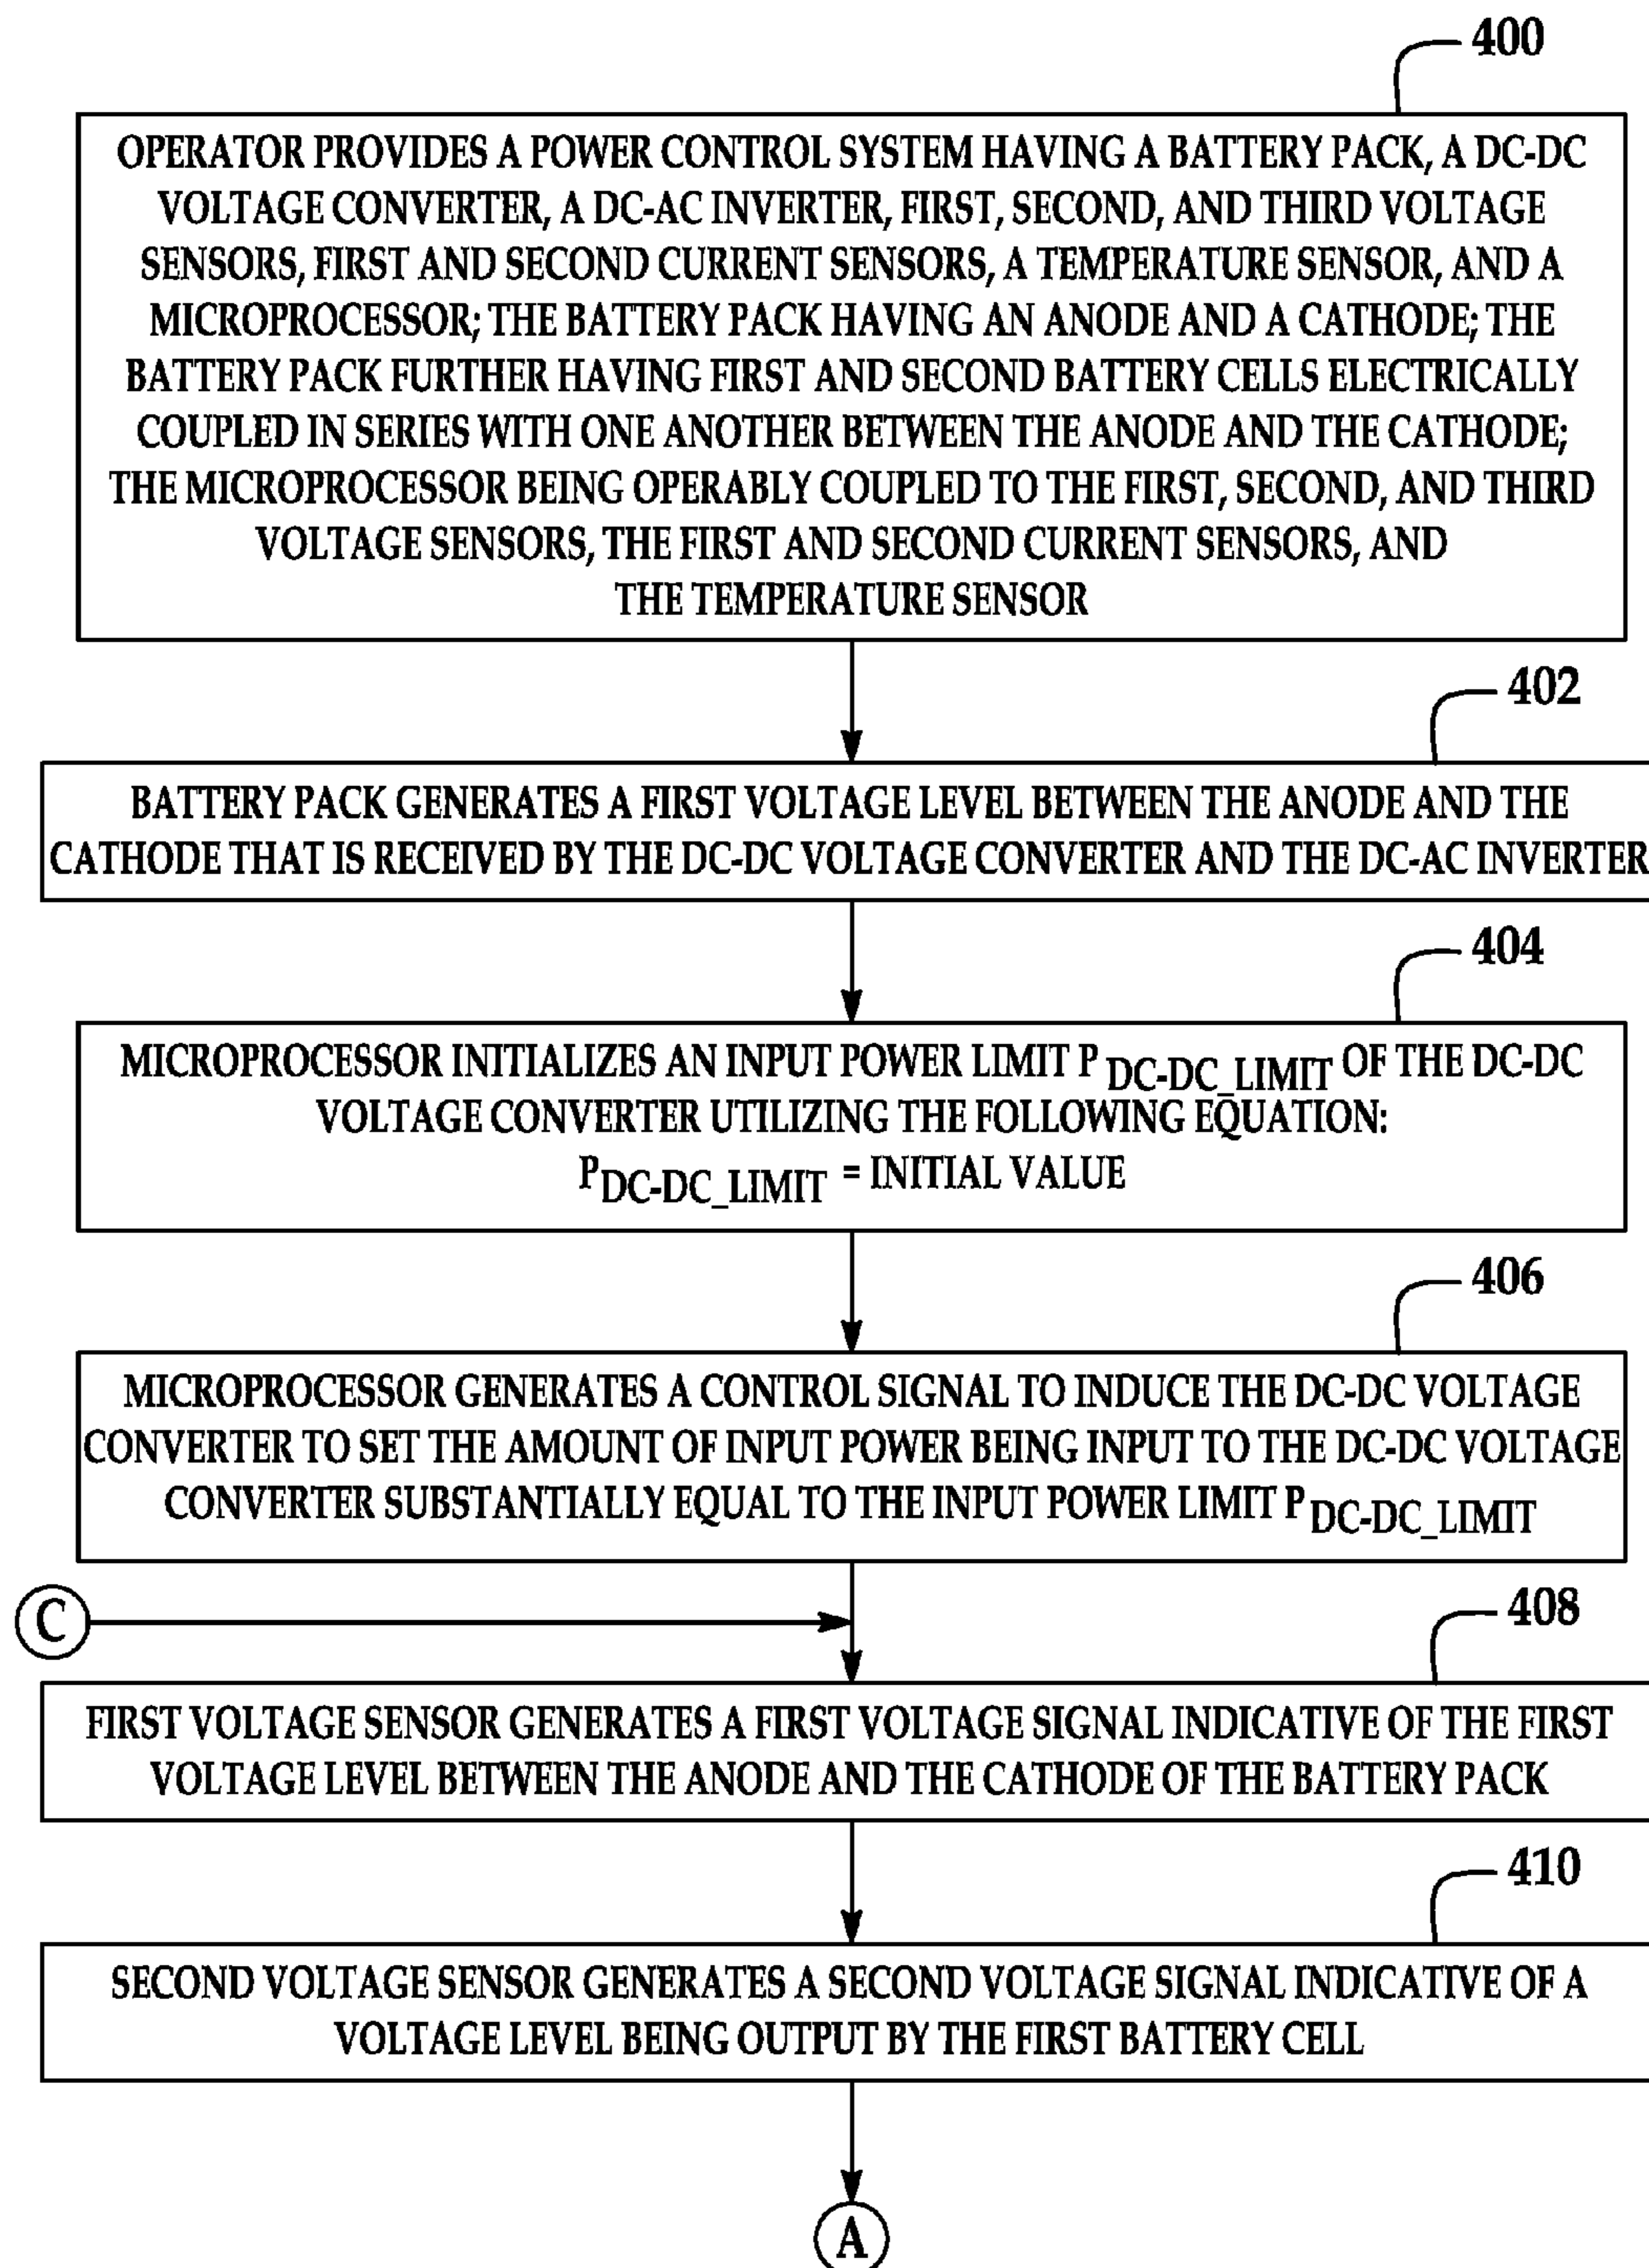 400
OPERATOR PROVIDES A POWER CONTROL SYSTEM HAVING A BATTERY PACK, A DC-DC
VOLTAGE CONVERTER, A DC-AC INVERTER, FIRST, SECOND, AND THIRD VOLTAGE
SENSORS, FIRST AND SECOND CURRENT SENSORS, A TEMPERATURE SENSOR, AND A
MICROPROCESSOR; THE BATTERY PACK HAVING AN ANODE AND A CATHODE; THE
BATTERY PACK FURTHER HAVING FIRST AND SECOND BATTERY CELLS ELECTRICALLY
COUPLED IN SERIES WITH ONE ANOTHER BETWEEN THE ANODE AND THE CATHODE;
THE MICROPROCESSOR BEING OPERABLY COUPLED TO THE FIRST, SECOND, AND THIRD
VOLTAGE SENSORS, THE FIRST AND SECOND CURRENT SENSORS, AND
THE TEMPERATURE SENSOR
402
BATTERY PACK GENERATES A FIRST VOLTAGE LEVEL BETWEEN THE ANODE AND THE
CATHODE THAT IS RECEIVED BY THE DC-DC VOLTAGE CONVERTER AND THE DC-AC INVERTER
404
MICROPROCESSOR INITIALIZES AN INPUT POWER LIMIT P DC-DC_LIMIT OF THE DC-DC
VOLTAGE CONVERTER UTILIZING THE FOLLOWING EQUATION:
P DC-DC_LIMIT = INITIAL VALUE
406
MICROPROCESSOR GENERATES A CONTROL SIGNAL TO INDUCE THE DC-DC VOLTAGE
CONVERTER TO SET THE AMOUNT OF INPUT POWER BEING INPUT TO THE DC-DC VOLTAGE
CONVERTER SUBSTANTIALLY EQUAL TO THE INPUT POWER LIMIT P DC-DC_LIMIT
C
408
FIRST VOLTAGE SENSOR GENERATES A FIRST VOLTAGE SIGNAL INDICATIVE OF THE FIRST
VOLTAGE LEVEL BETWEEN THE ANODE AND THE CATHODE OF THE BATTERY PACK
410
SECOND VOLTAGE SENSOR GENERATES A SECOND VOLTAGE SIGNAL INDICATIVE OF A
VOLTAGE LEVEL BEING OUTPUT BY THE FIRST BATTERY CELL
A